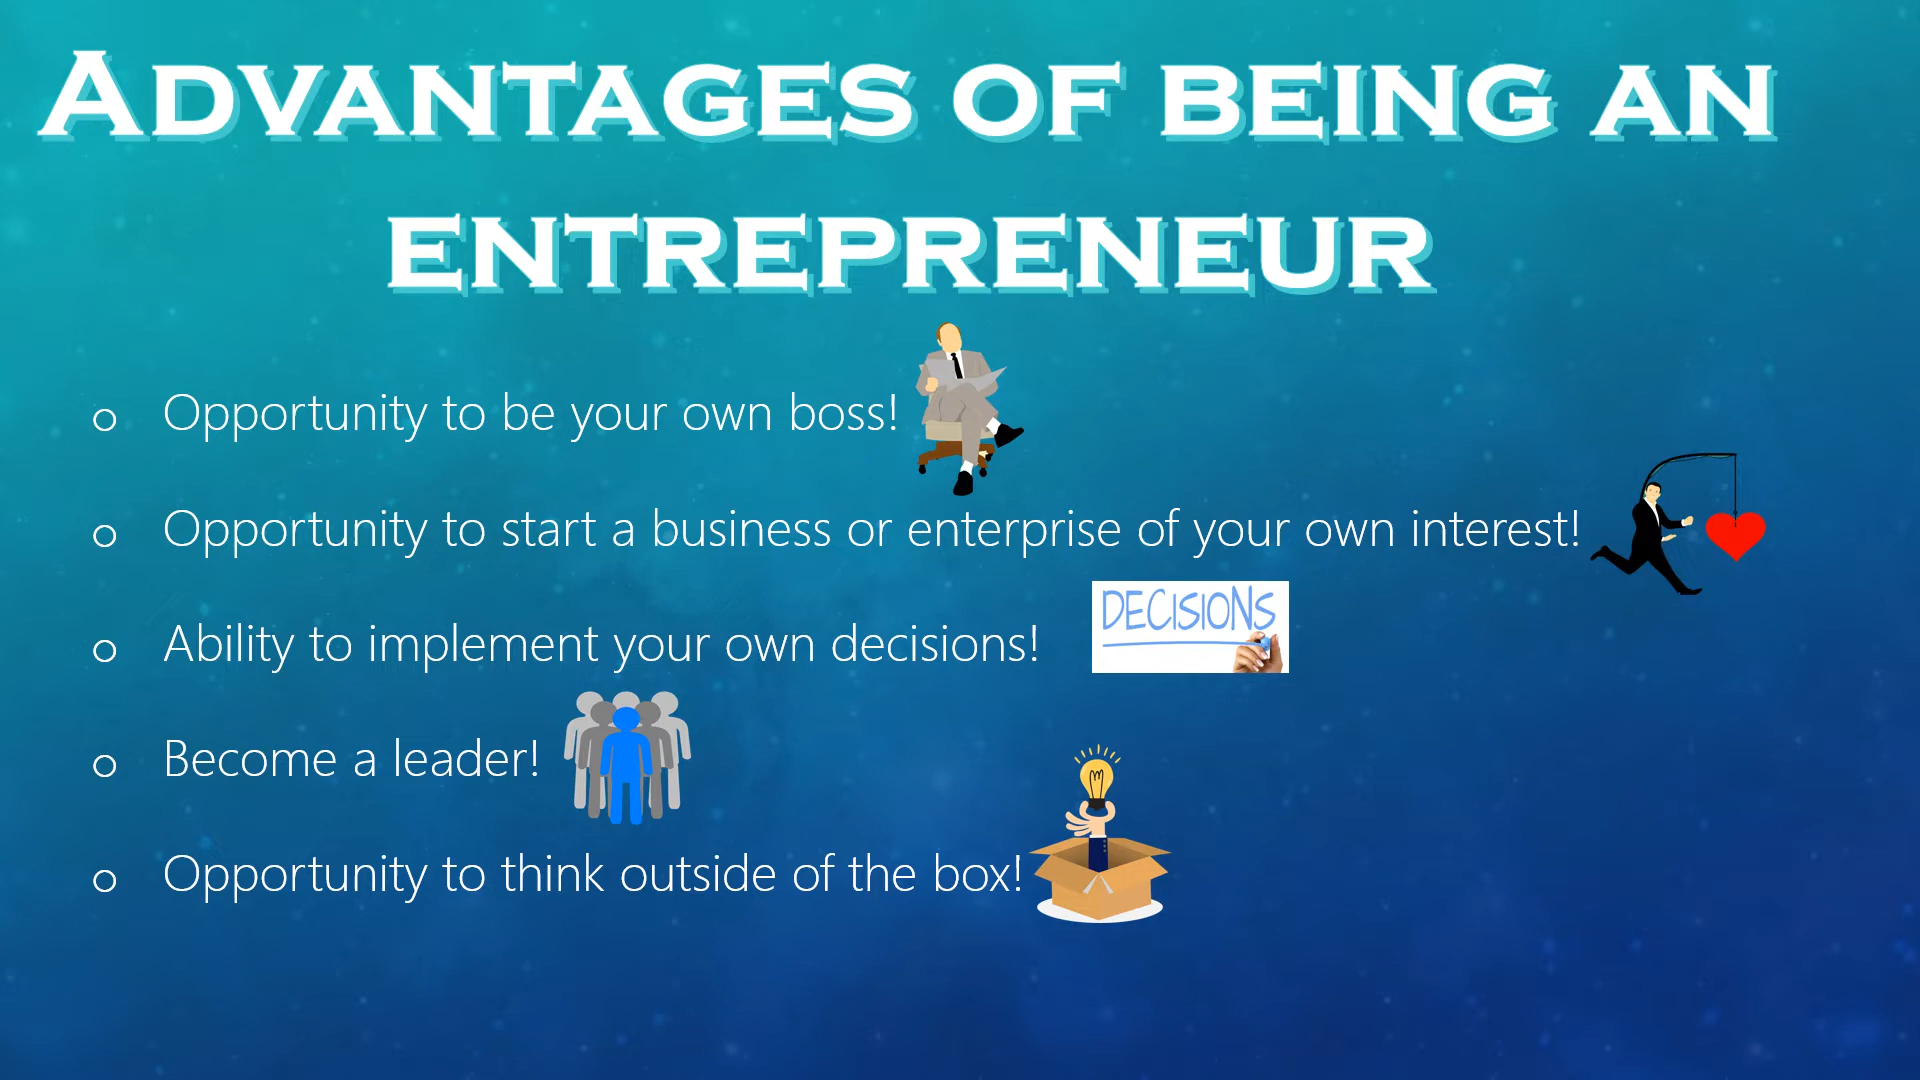 Advantages of being an
entrepreneur
Opportunity to be your own boss!
Opportunity to start a business or enterprise of your own interest!
Ability to implement your own decisions!
DECISIONS
Become a leader!
Opportunity to think outside of the box!